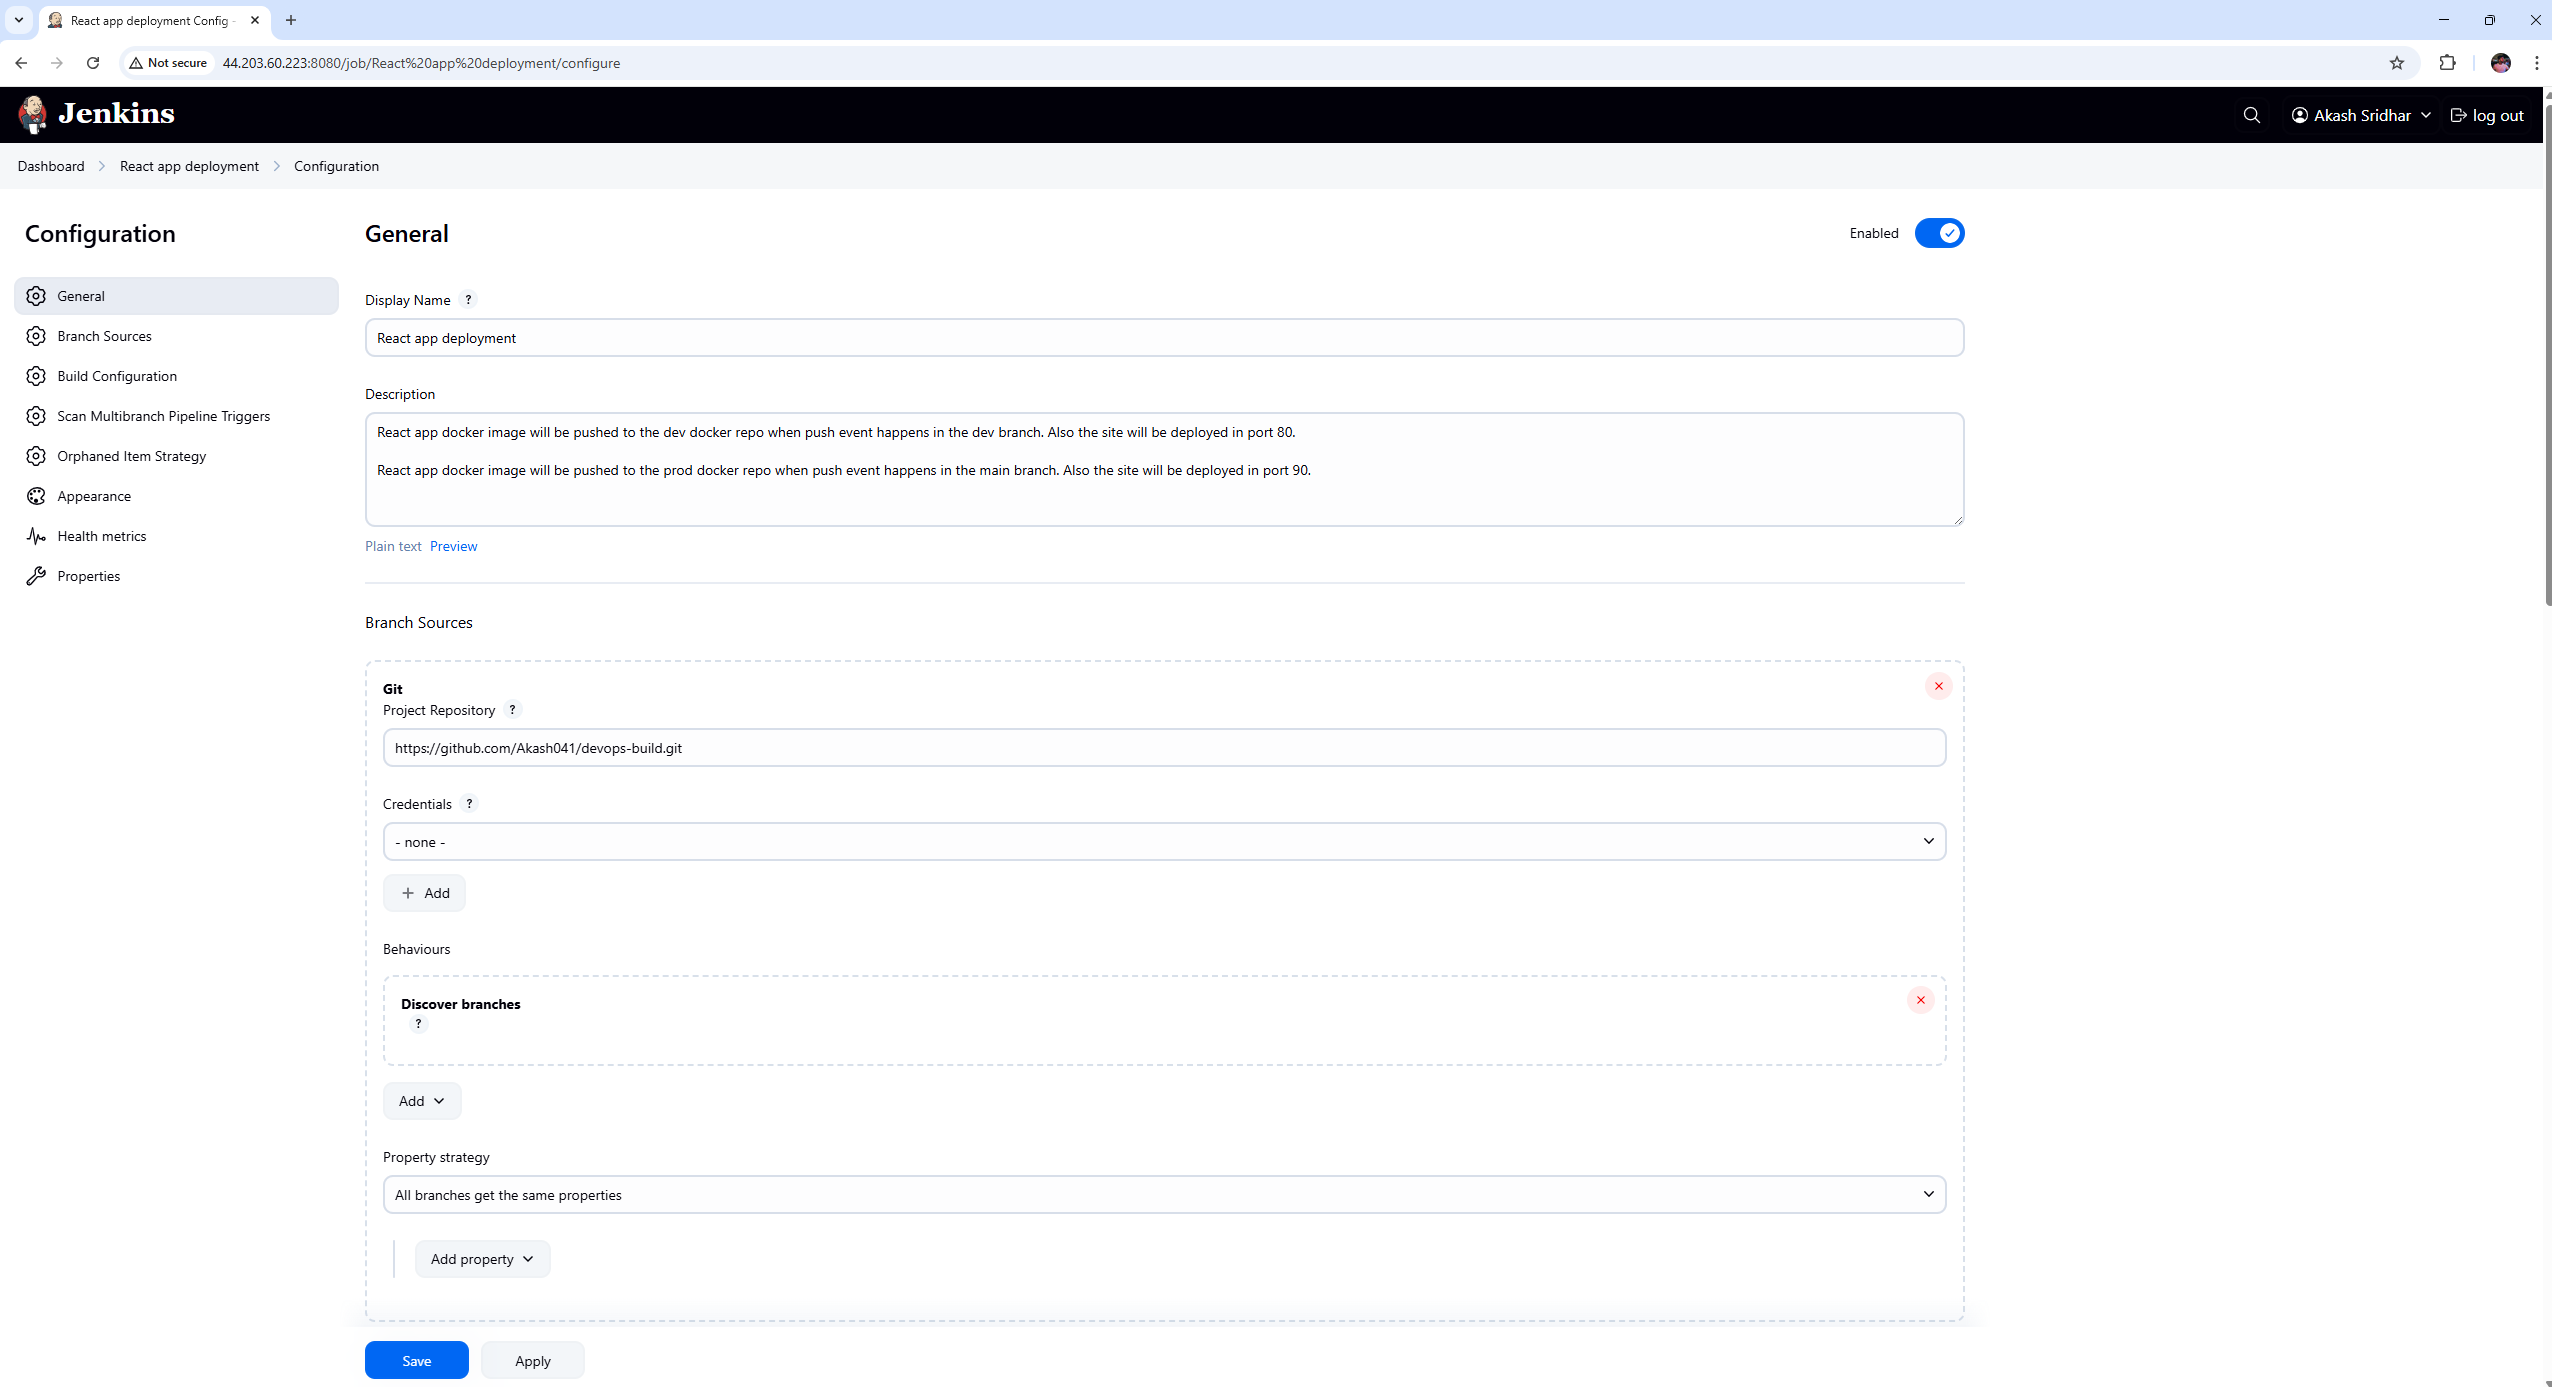 React app deployment Config -
Not secure
44.203.60.223:8080/job/React%20app%20deployment/configure
Jenkins
Akash Sridhar
log out
Dashboard
React app deployment
Configuration
Configuration
General
Branch Sources
Build Configuration
Scan Multibranch Pipeline Triggers
Orphaned Item Strategy
Appearance
Health metrics
Properties
General
Enabled
Display Name ?
React app deployment
Description
React app docker image will be pushed to the dev docker repo when push event happens in the dev branch. Also the site will be deployed in port 80.
React app docker image will be pushed to the prod docker repo when push event happens in the main branch. Also the site will be deployed in port 90.
Plain text Preview
Branch Sources
Git
Project Repository ?
https://github.com/Akash041/devops-build.git
Credentials ?
- none -
+ Add
Behaviours
Discover branches
?
Add
Property strategy
All branches get the same properties
Add property
Save
Apply